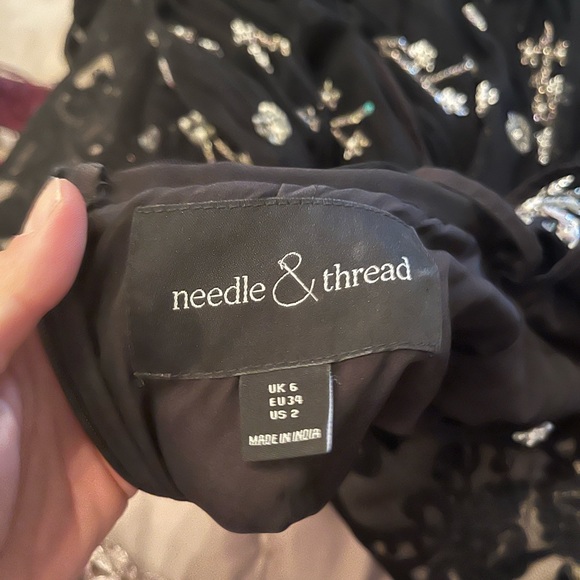 needle & thread
UK 6
EU 34
US 2
MADE IN INDIA